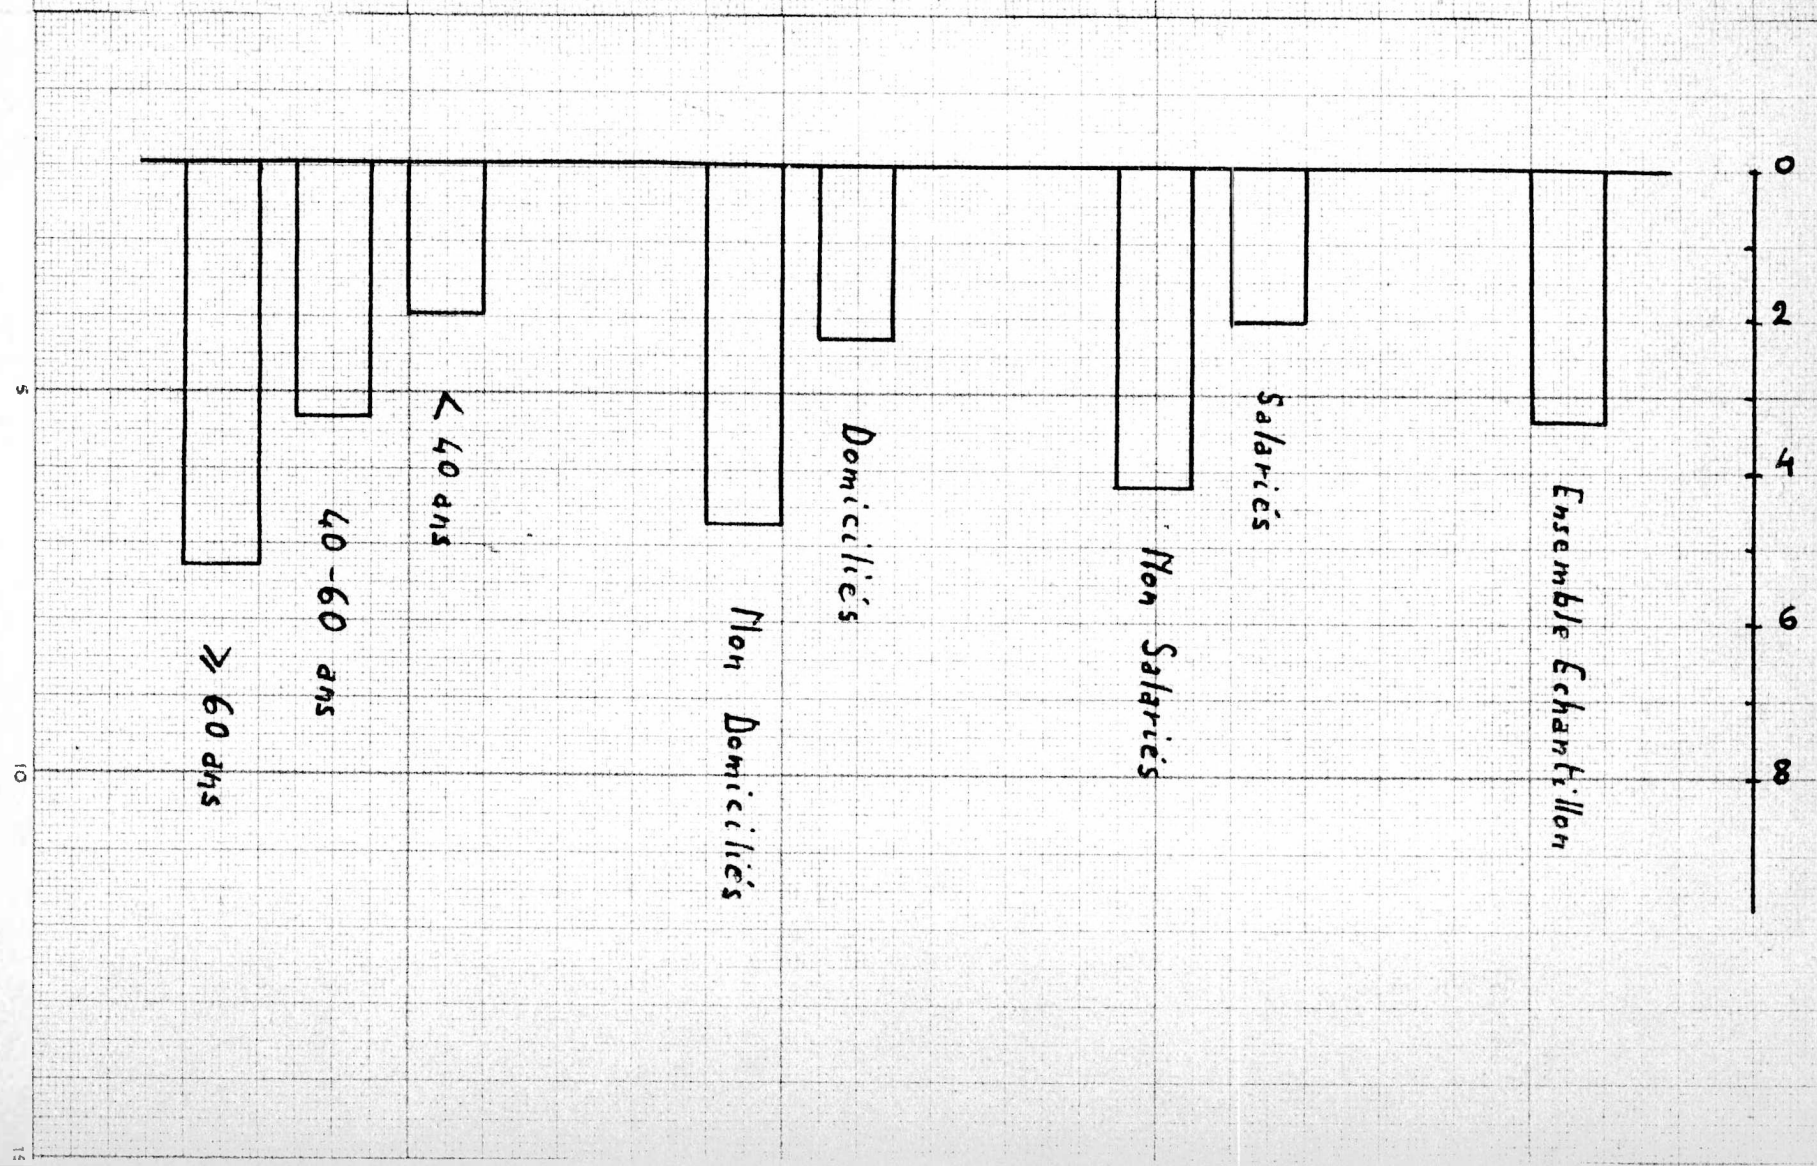 0
2
4
6
8
Ensemble Echantillon
Salariés
Non Salariés
Domiciliés
Non Domiciliés
< 40 ans
40-60 ans
⩾ 60 ans
5
10
15